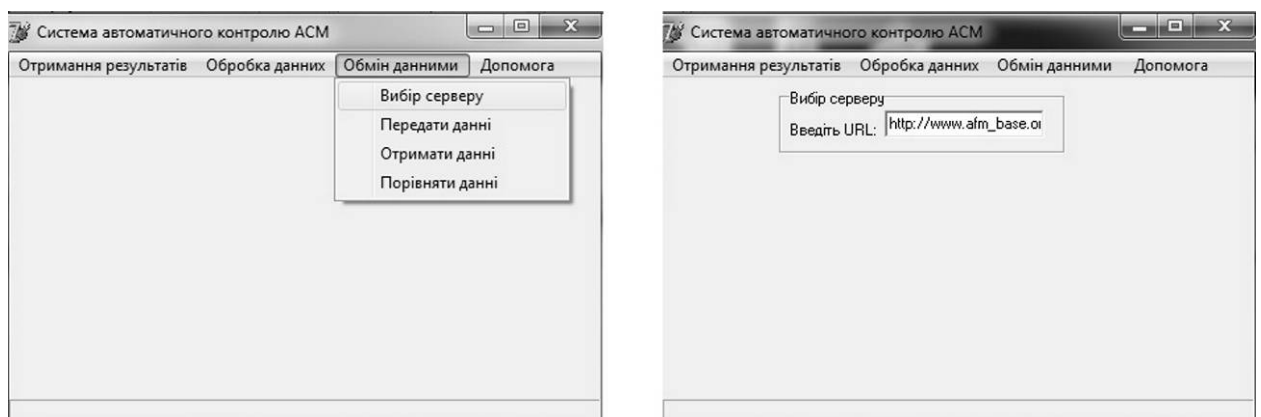 Система автоматичного контролю АСМ
Отримання результатів Обробка данних Обмін данними Допомога
Вибір серверу
Передати данні
Отримати данні
Порівняти данні
Система автоматичного контролю АСМ
Отримання результатів Обробка данних Обмін данними Допомога
Вибір серверу
Введіть URL: http://www.afm_base.or